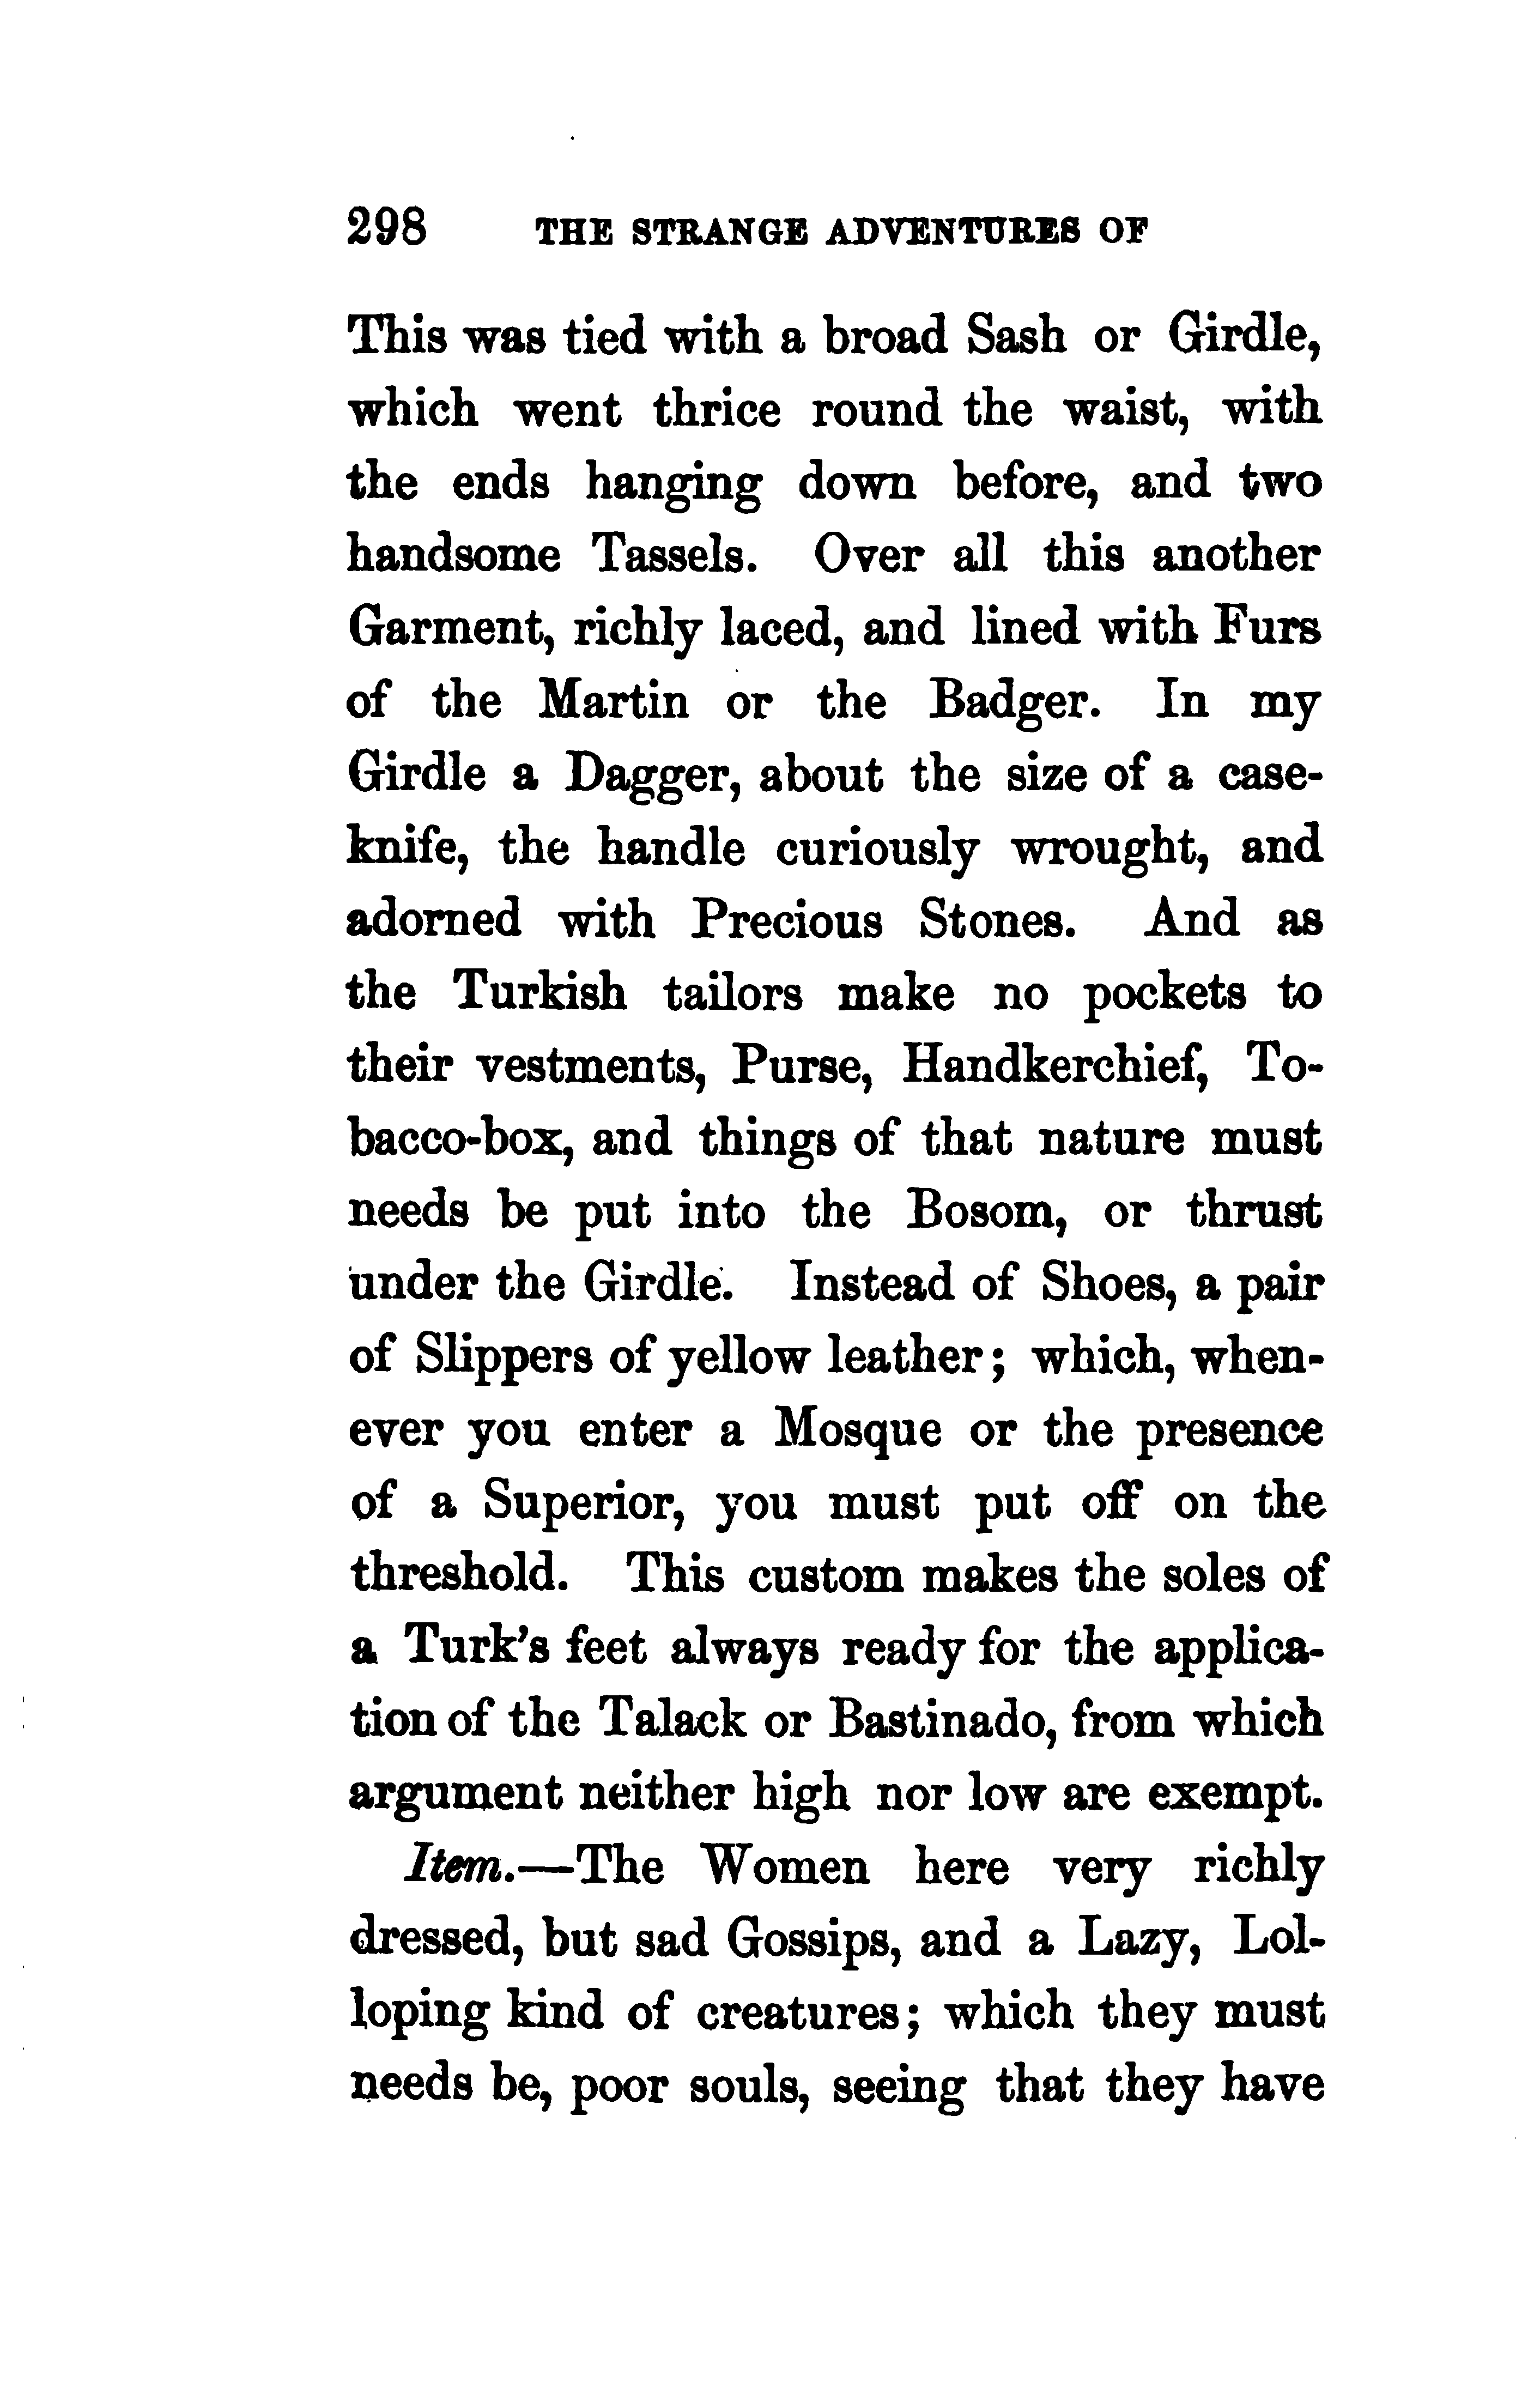 298 THE STRANGE ADVENTURES OF
This was tied with a broad Sash or Girdle,
which went thrice round the waist, with
the ends hanging down before, and two
handsome Tassels. Over all this another
Garment, richly laced, and lined with Furs
of the Martin or the Badger. In my
Girdle a Dagger, about the size of a case-
knife, the handle curiously wrought, and
adorned with Precious Stones. And as
the Turkish tailors make no pockets to
their vestments, Purse, Handkerchief, To-
bacco-box, and things of that nature must
needs be put into the Bosom, or thrust
under the Girdle. Instead of Shoes, a pair
of Slippers of yellow leather; which, when-
ever you enter a Mosque or the presence
of a Superior, you must put off on the
threshold. This custom makes the soles of
a Turk's feet always ready for the applica-
tion of the Talack or Bastinado, from which
argument neither high nor low are exempt.
Item.—The Women here very richly
dressed, but sad Gossips, and a Lazy, Lol-
loping kind of creatures; which they must
needs be, poor souls, seeing that they have